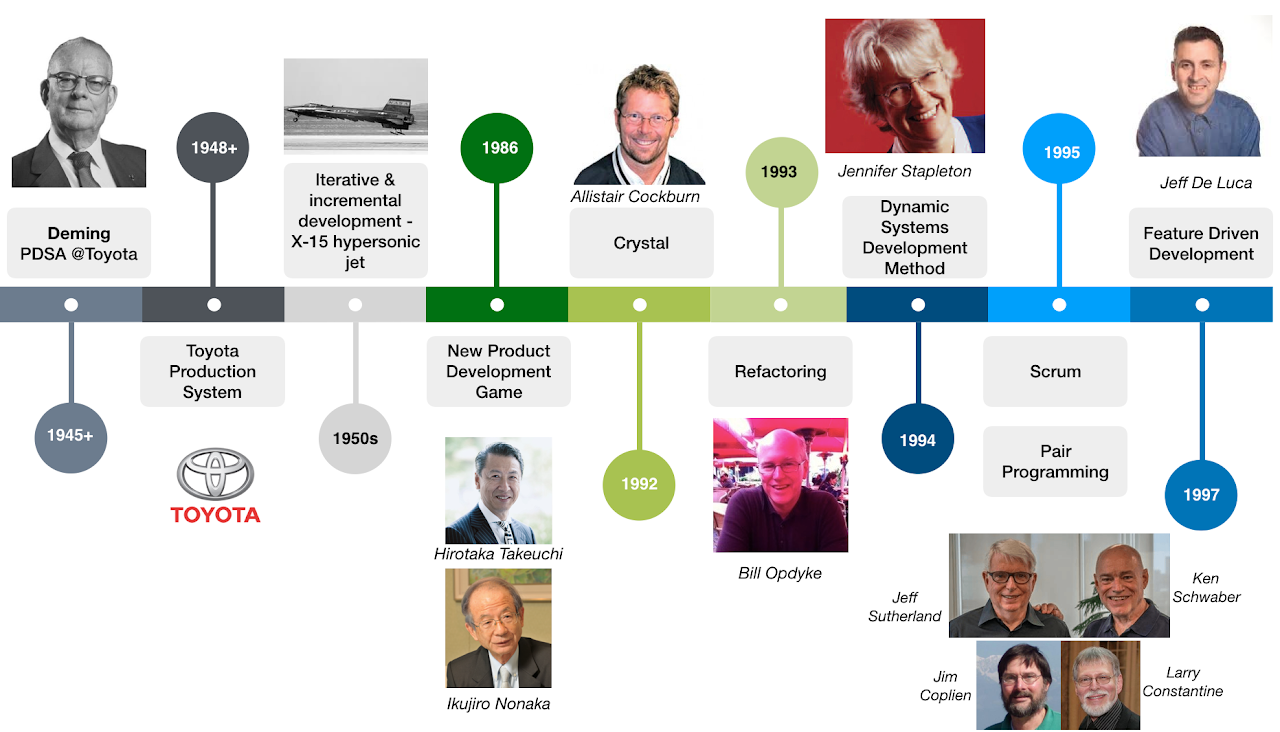 Deming
PDSA @Toyota
1945+
1948+
Toyota
Production
System
TOYOTA
Iterative &
incremental
development -
X-15 hypersonic
jet
1950s
1986
New Product
Development
Game
Hirotaka Takeuchi
Ikujiro Nonaka
Allistair Cockburn
Crystal
1992
1993
Refactoring
Bill Opdyke
Jennifer Stapleton
Dynamic
Systems
Development
Method
1994
1995
Scrum
Pair
Programming
Jeff
Sutherland
Ken
Schwaber
Jim
Coplien
Larry
Constantine
Jeff De Luca
Feature Driven
Development
1997